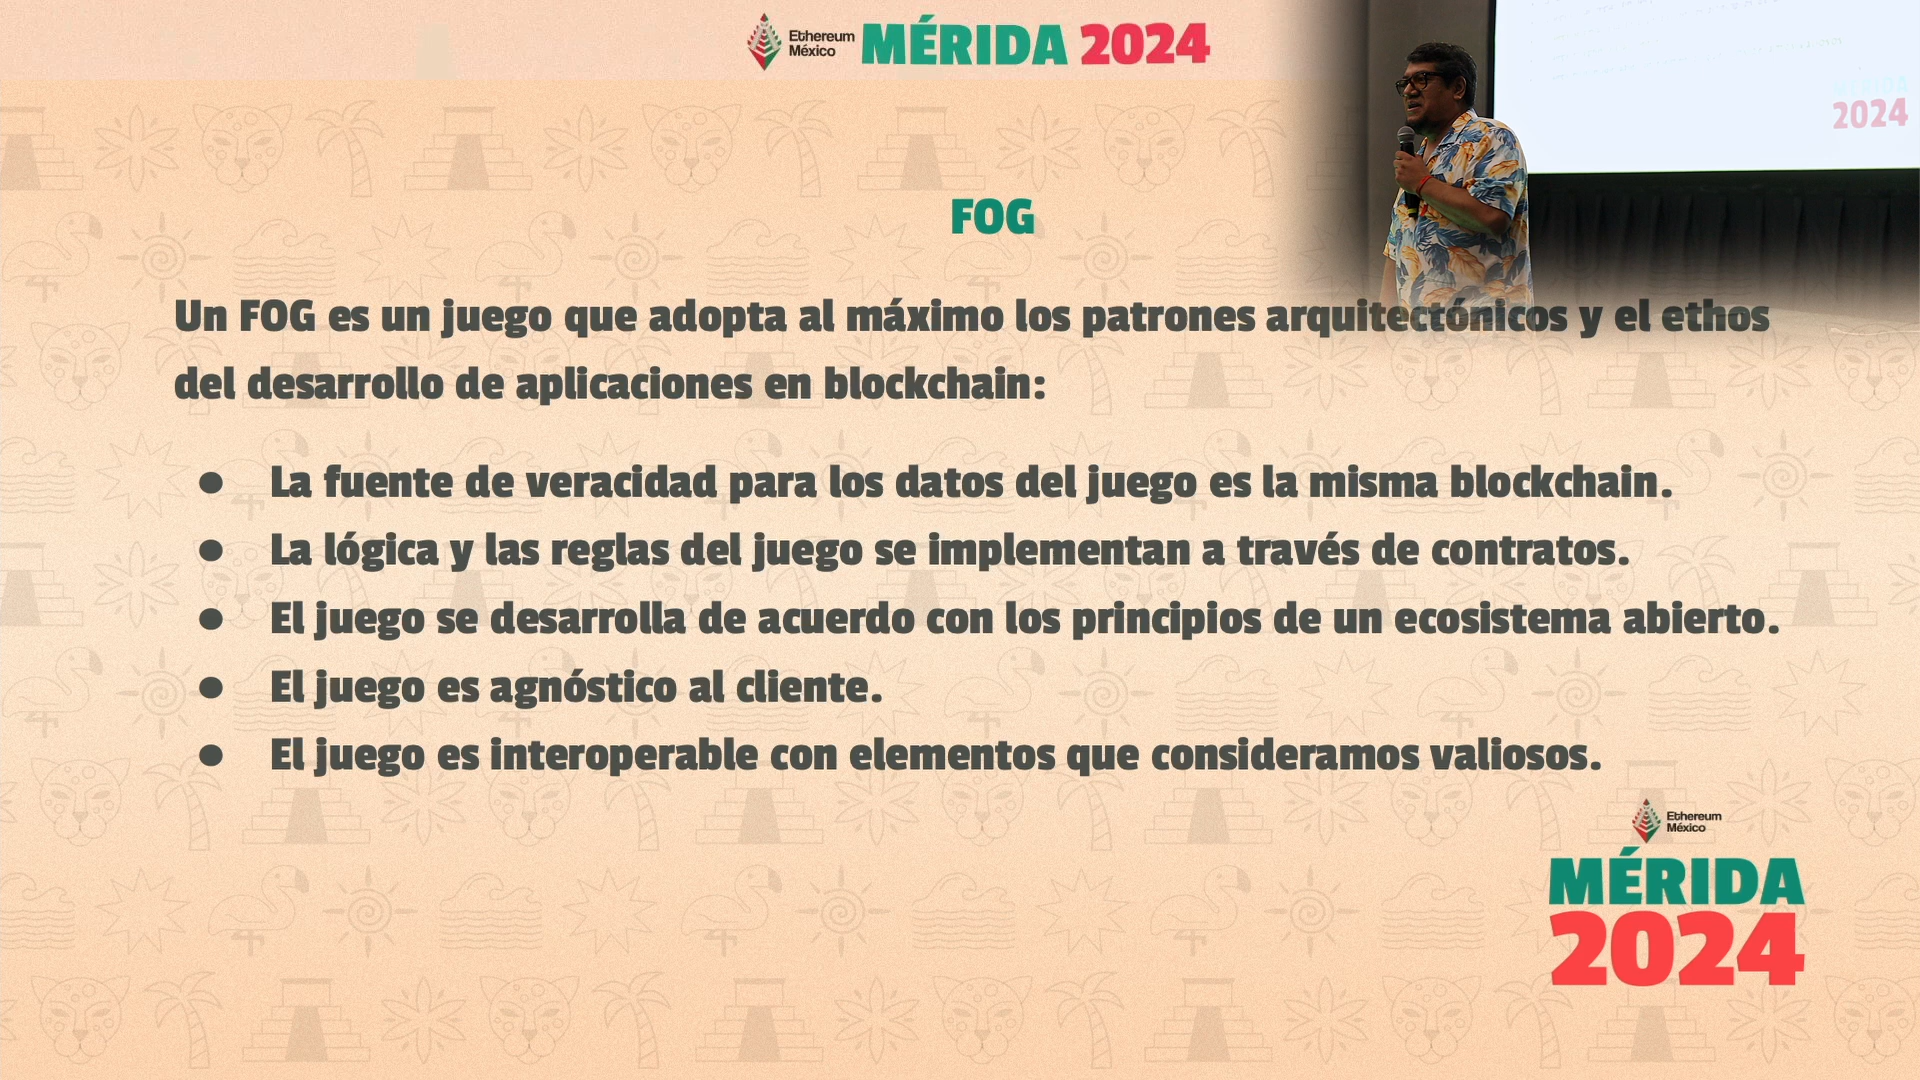 Ethereum
México
MÉRIDA 2024
2024
FOG
Un FOG es un juego que adopta al máximo los patrones arquitectónicos y el ethos
del desarrollo de aplicaciones en blockchain:
● La fuente de veracidad para los datos del juego es la misma blockchain.
● La lógica y las reglas del juego se implementan a través de contratos.
● El juego se desarrolla de acuerdo con los principios de un ecosistema abierto.
● El juego es agnóstico al cliente.
● El juego es interoperable con elementos que consideramos valiosos.
Ethereum
México
MÉRIDA
2024